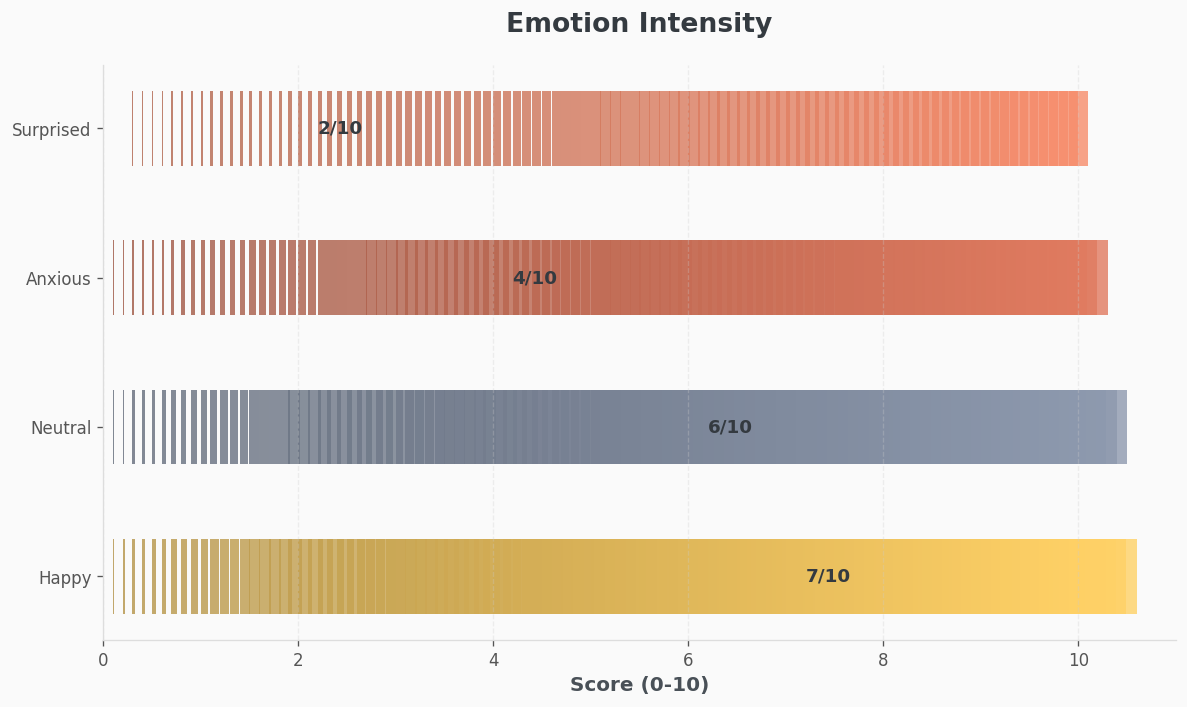 Emotion Intensity
Surprised
2/10
Anxious
4/10
Neutral
6/10
Happy
7/10
0 2 4 6 8 10
Score (0-10)